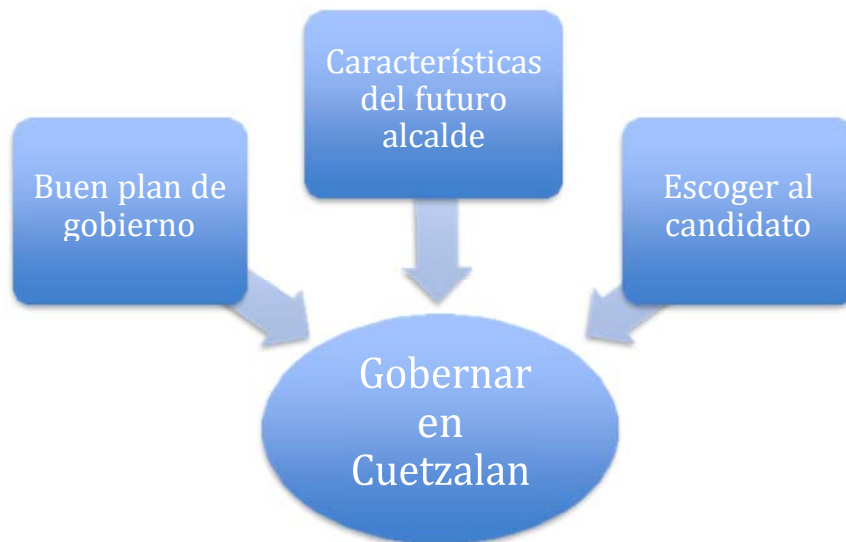 Características
del futuro
alcalde
Buen plan de
gobierno
Escoger al
candidato
Gobernar
en
Cuetzalan